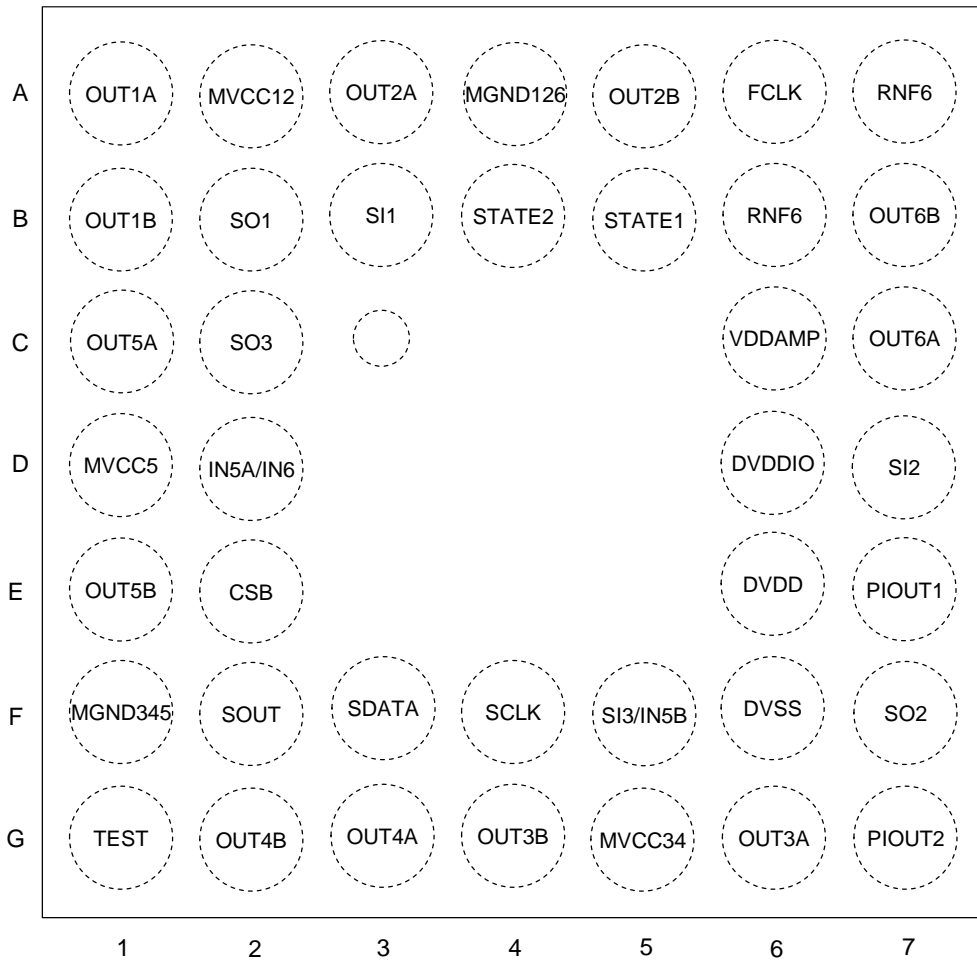 A OUT1A MVCC12 OUT2A MGND126 OUT2B FCLK RNF6
B OUT1B SO1 SI1 STATE2 STATE1 RNF6 OUT6B
C OUT5A SO3 VDDAMP OUT6A
D MVCC5 IN5A/IN6 DVDDIO SI2
E OUT5B CSB DVDD PIOUT1
F MGND345 SOUT SDATA SCLK SI3/IN5B DVSS SO2
G TEST OUT4B OUT4A OUT3B MVCC34 OUT3A PIOUT2
1 2 3 4 5 6 7